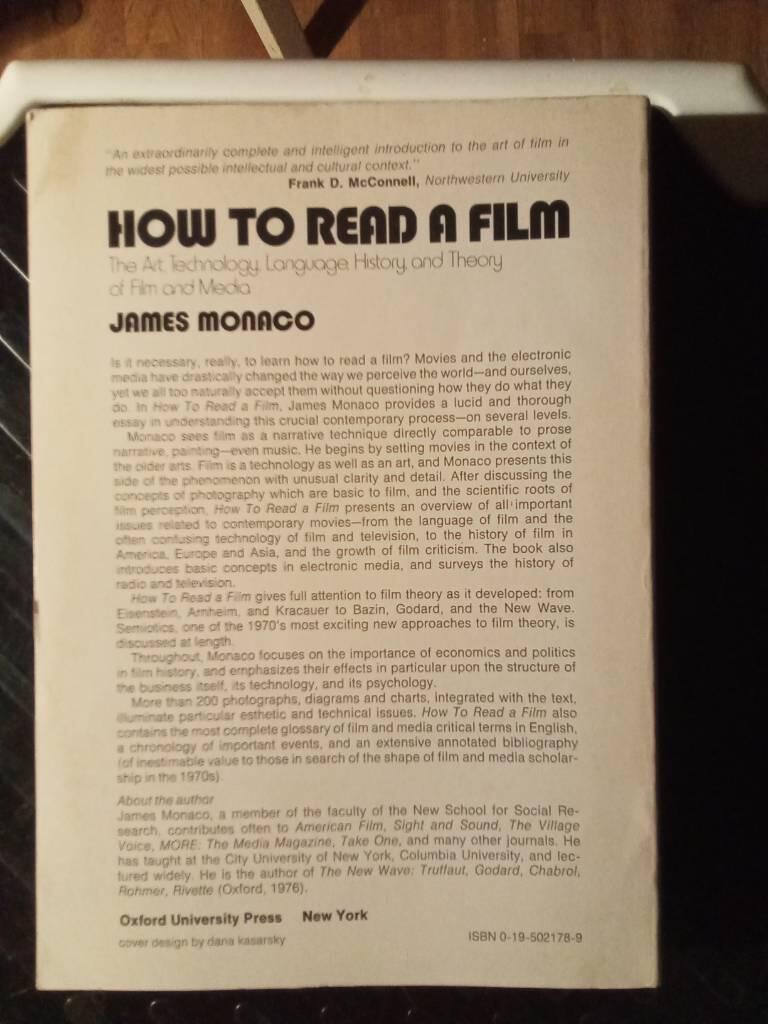 "An extraordinarily complete and intelligent introduction to the art of film in
the widest possible intellectual and cultural context."
Frank D. McConnell, Northwestern University
HOW TO READ A FILM
The Art, Technology, Language, History, and Theory
of Film and Media
JAMES MONACO
Is it necessary, really, to learn how to read a film? Movies and the electronic
media have drastically changed the way we perceive the world—and ourselves,
yet we all too naturally accept them without questioning how they do what they
do. In How To Read a Film, James Monaco provides a lucid and thorough
essay in understanding this crucial contemporary process—on several levels.
Monaco sees film as a narrative technique directly comparable to prose
narrative, painting—even music. He begins by setting movies in the context of
the older arts. Film is a technology as well as an art, and Monaco presents this
side of the phenomenon with unusual clarity and detail. After discussing the
concepts of photography which are basic to film, and the scientific roots of
film perception, How To Read a Film presents an overview of all important
issues related to contemporary movies—from the language of film and the
often confusing technology of film and television, to the history of film in
America, Europe and Asia, and the growth of film criticism. The book also
introduces basic concepts in electronic media, and surveys the history of
radio and television.
How To Read a Film gives full attention to film theory as it developed: from
Eisenstein, Arnheim, and Kracauer to Bazin, Godard, and the New Wave.
Semiotics, one of the 1970's most exciting new approaches to film theory, is
discussed at length.
Throughout, Monaco focuses on the importance of economics and politics
in film history, and emphasizes their effects in particular upon the structure of
the business itself, its technology, and its psychology.
More than 200 photographs, diagrams and charts, integrated with the text,
illuminate particular esthetic and technical issues. How To Read a Film also
contains the most complete glossary of film and media critical terms in English,
a chronology of important events, and an extensive annotated bibliography
(of inestimable value to those in search of the shape of film and media scholar-
ship in the 1970s).
About the author
James Monaco, a member of the faculty of the New School for Social Re-
search, contributes often to American Film, Sight and Sound, The Village
Voice, MORE: The Media Magazine, Take One, and many other journals. He
has taught at the City University of New York, Columbia University, and lec-
tured widely. He is the author of The New Wave: Truffaut, Godard, Chabrol,
Rohmer, Rivette (Oxford, 1976).
Oxford University Press New York
cover design by dana kasarsky
ISBN 0-19-502178-9